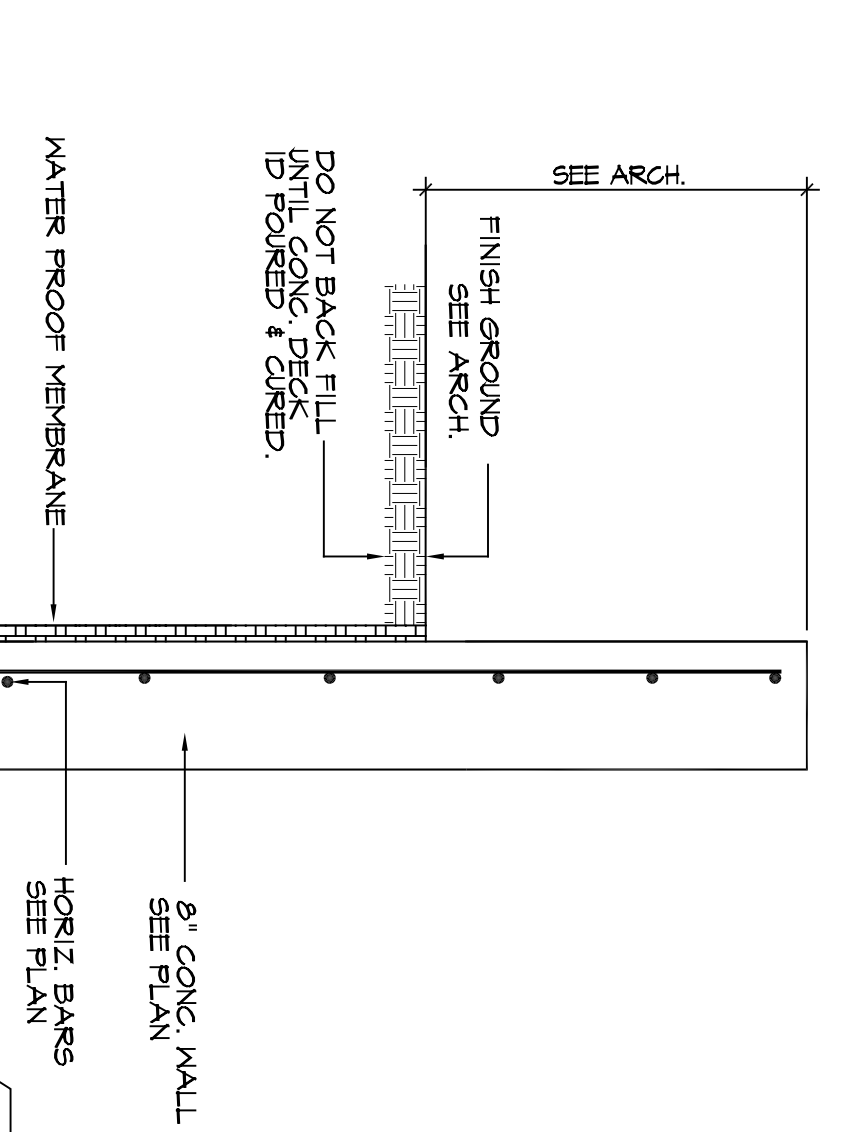 SEE ARCH.
FINISH GROUND
SEE ARCH.
DO NOT BACK FILL
UNTIL CONC. DECK
ID POURED & CURED.
WATER PROOF MEMBRANE
8" CONC. WALL
SEE PLAN
HORIZ. BARS
SEE PLAN